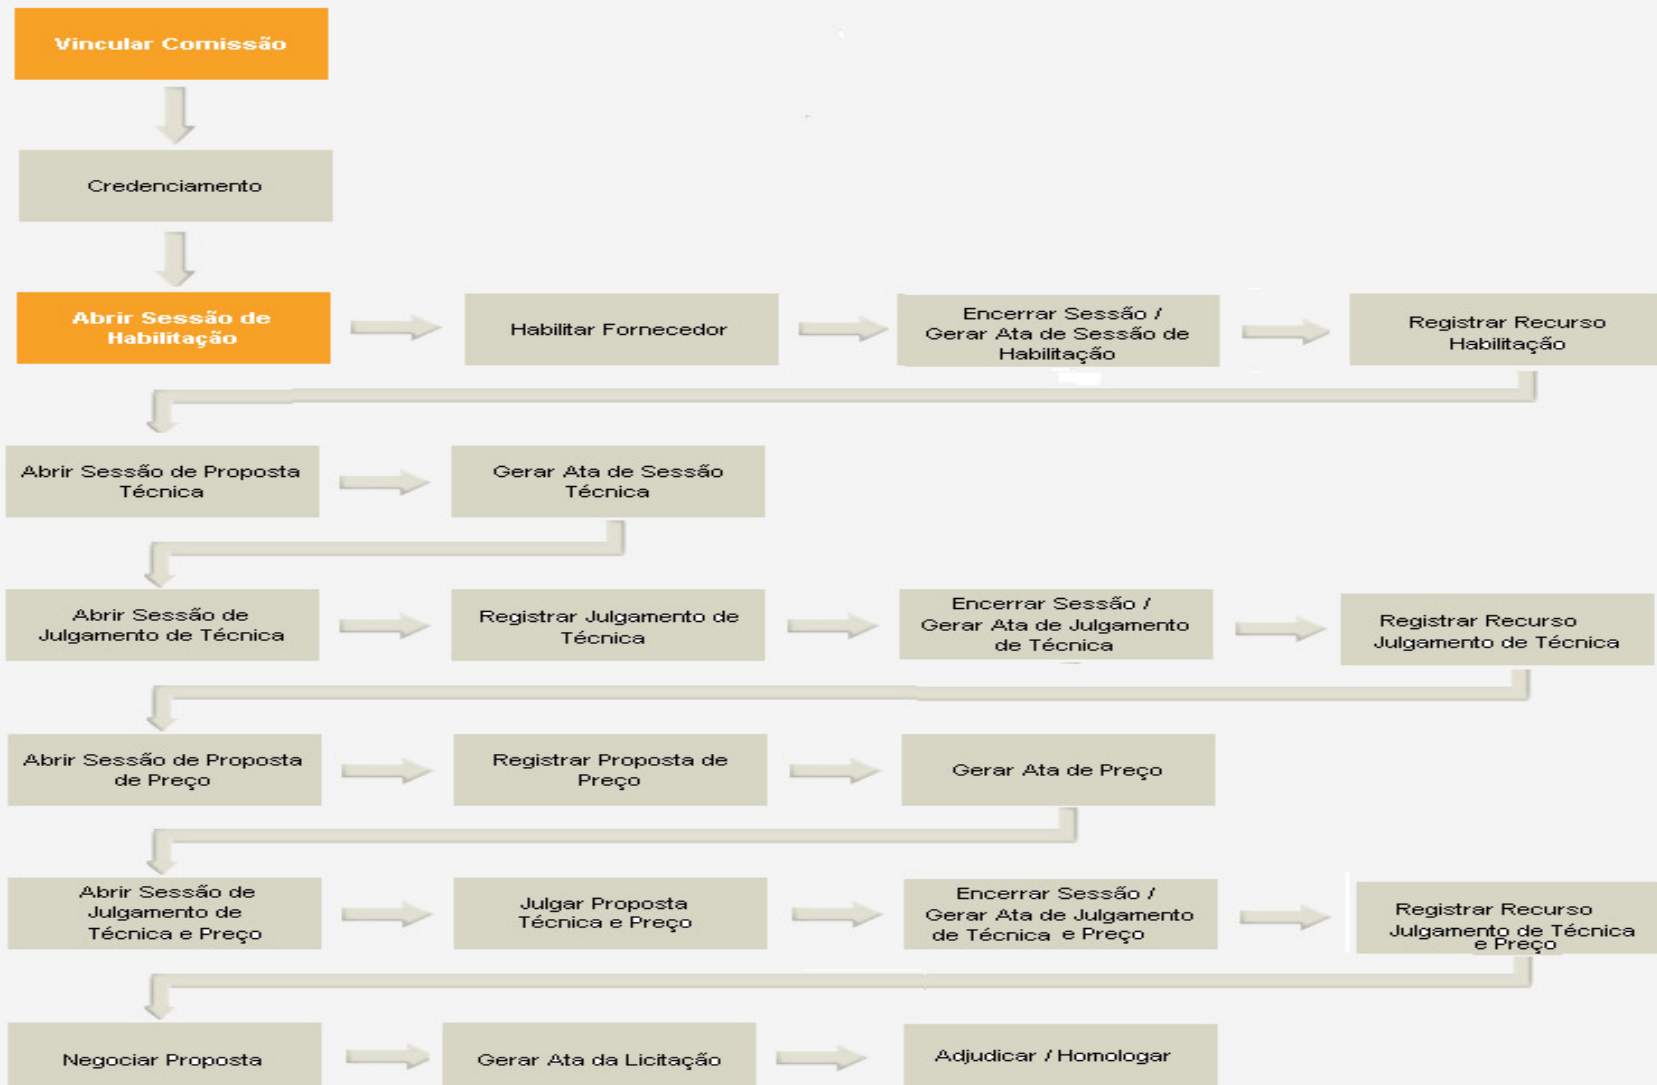 Vincular Comissão
Credenciamento
Abrir Sessão de
Habilitação
Habilitar Fornecedor
Encerrar Sessão /
Gerar Ata de Sessão de
Habilitação
Registrar Recurso
Habilitação
Abrir Sessão de Proposta
Técnica
Gerar Ata de Sessão
Técnica
Abrir Sessão de
Julgamento de Técnica
Registrar Julgamento de
Técnica
Encerrar Sessão /
Gerar Ata de Julgamento
de Técnica
Registrar Recurso
Julgamento de Técnica
Abrir Sessão de Proposta
de Preço
Registrar Proposta de
Preço
Gerar Ata de Preço
Abrir Sessão de
Julgamento de
Técnica e Preço
Julgar Proposta
Técnica e Preço
Encerrar Sessão /
Gerar Ata de Julgamento
de Técnica e Preço
Registrar Recurso
Julgamento de Técnica
e Preço
Negociar Proposta
Gerar Ata da Licitação
Adjudicar / Homologar